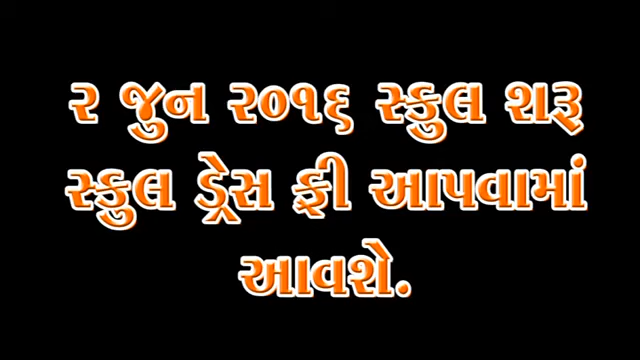 ૨ જુન ૨૦૧૬ સ્કુલ શરૂ
સ્કુલ ડ્રેસ ફ્રી આપવામાં
આવશે.